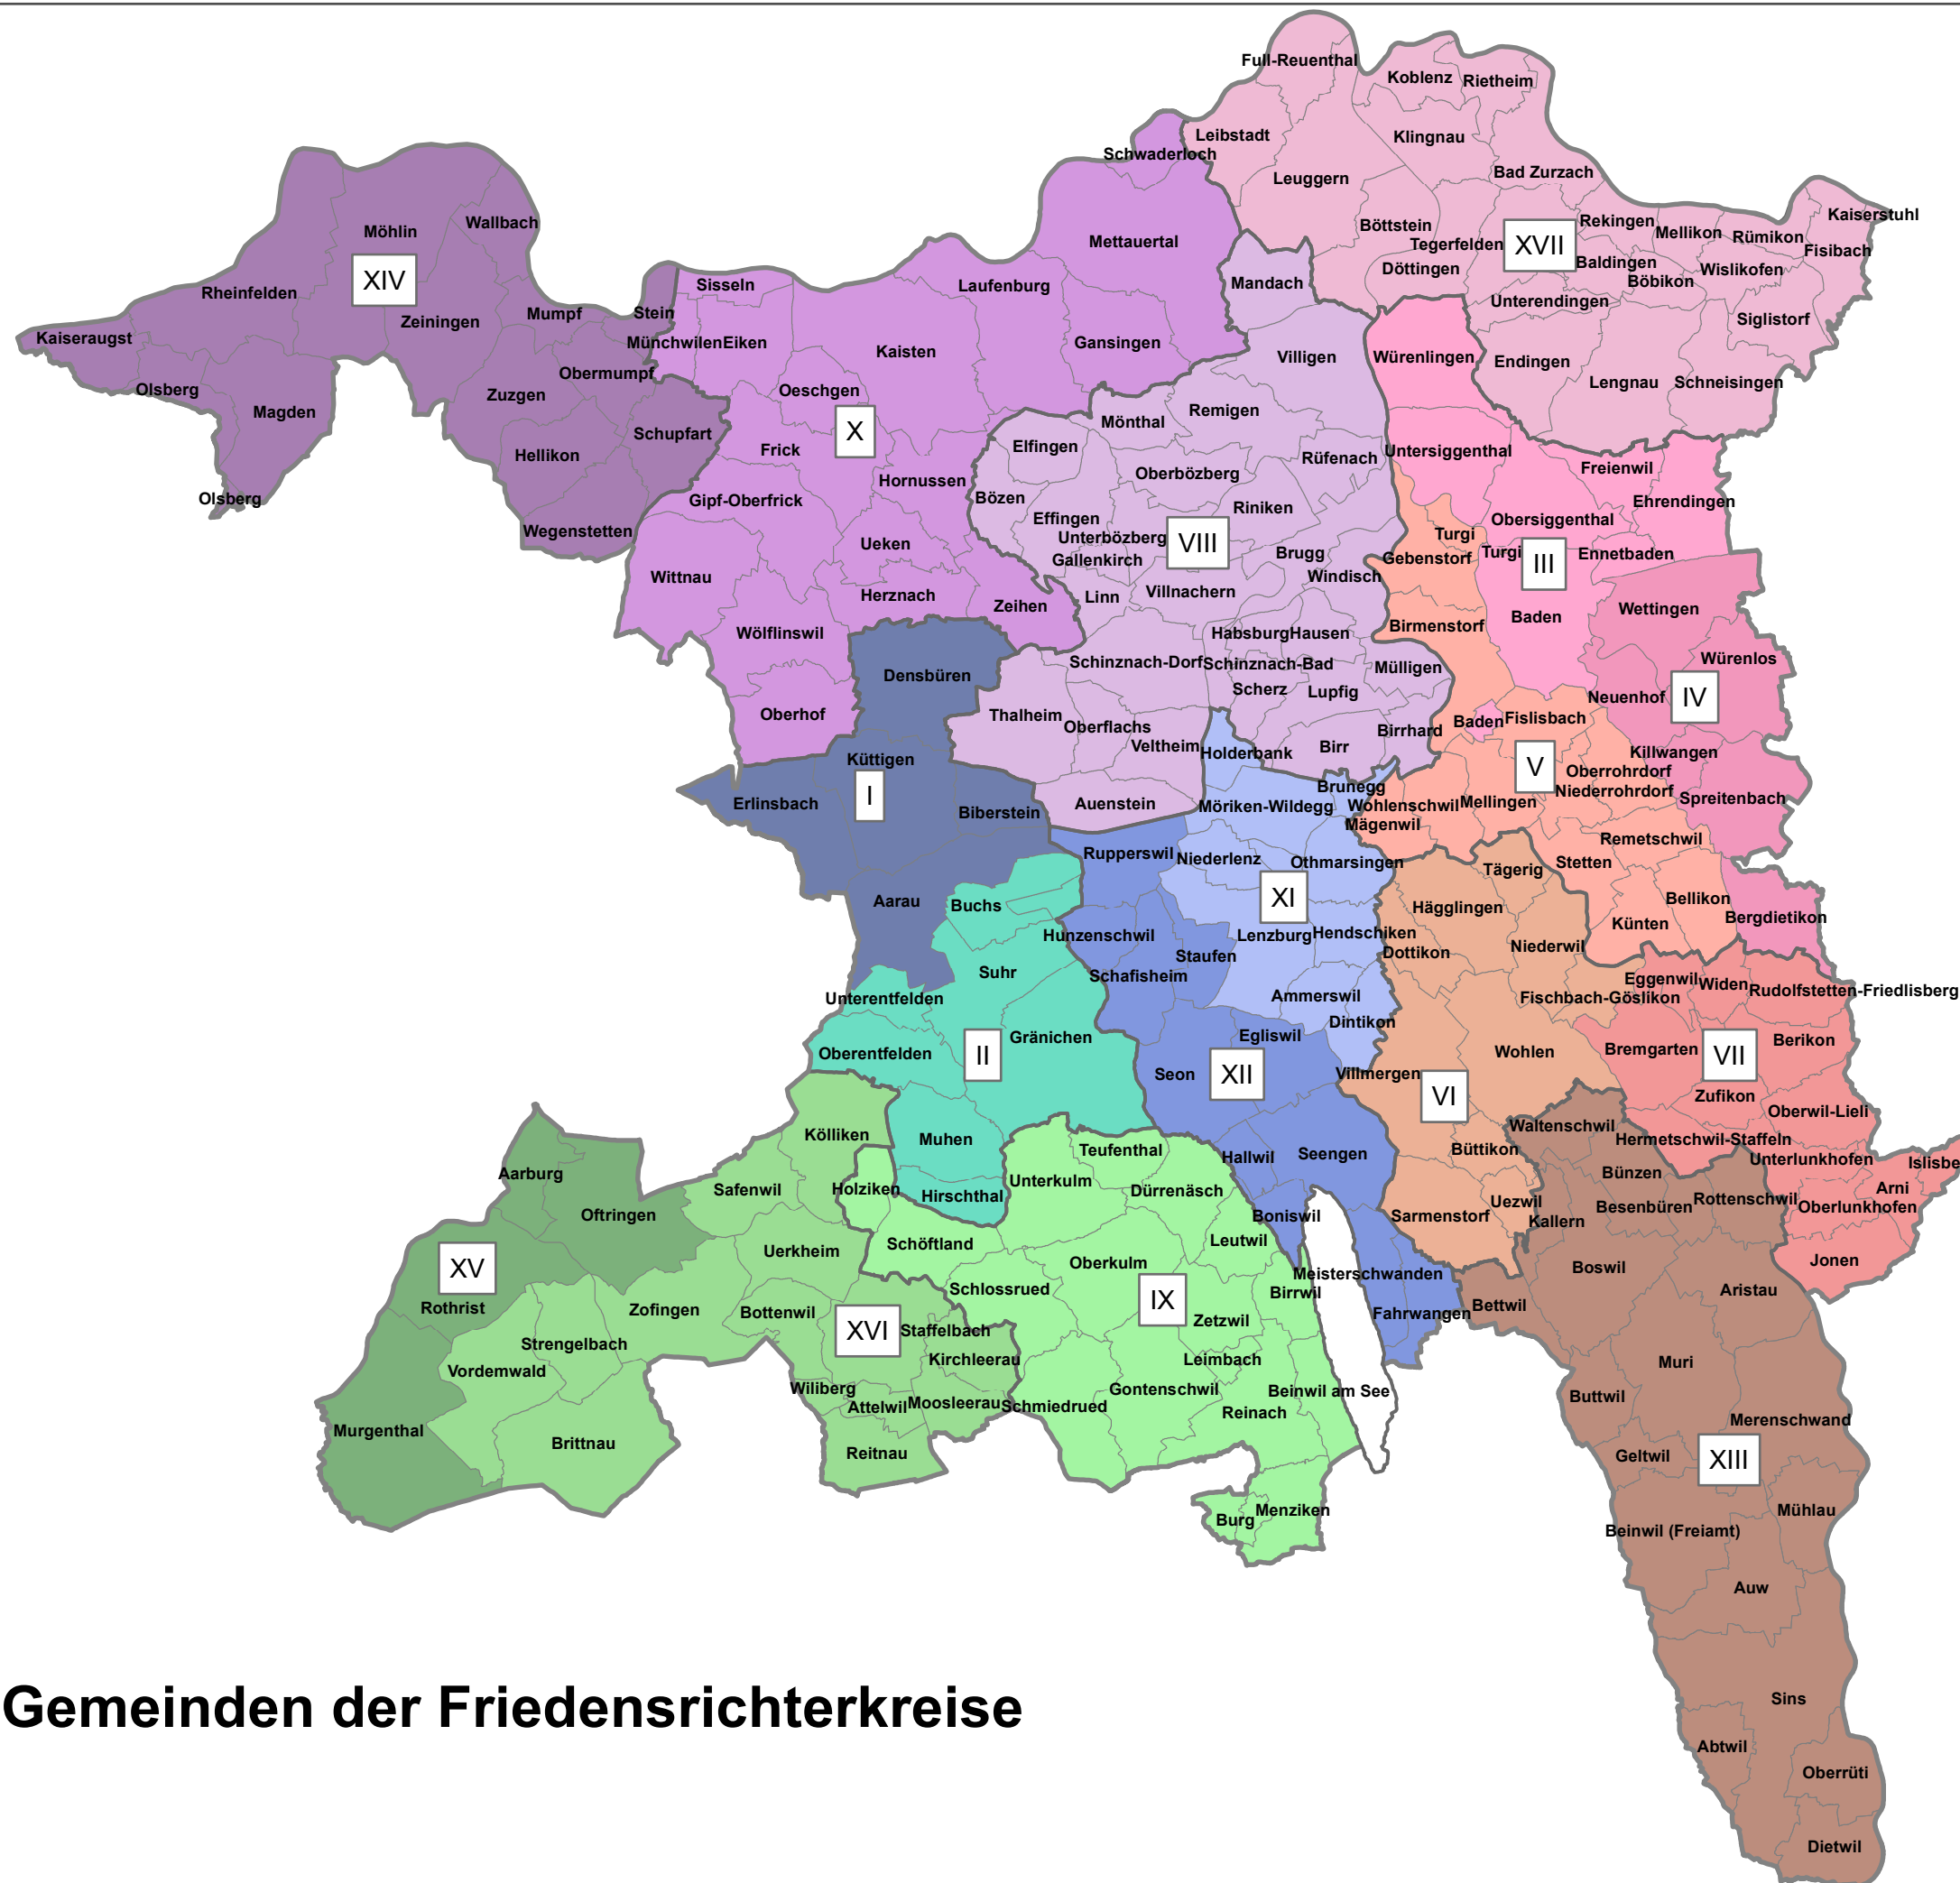 Full-Reuenthal
Koblenz
Rietheim
Leibstadt
Klingnau
Schwaderloch
Leuggern
Bad Zurzach
Möhlin
Wallbach
Böttstein
Rekingen
Kaiserstuhl
Mettauertal
Tegerfelden
XVII
Mellikon
Rümikon
Fisibach
XIV
Rheinfelden
Sisseln
Laufenburg
Mandach
Döttingen
Baldingen
Böbikon
Wislikofen
Zeiningen
Mumpf
Stein
Unterendingen
Siglistorf
Kaiseraugst
Münchwilen
Eiken
Kaisten
Gansingen
Villigen
Würenlingen
Endingen
Olsberg
Obermumpf
Zuzgen
Oeschgen
Lengnau
Schneisingen
Magden
Schupfart
X
Mönthal
Remigen
Hellikon
Frick
Elfingen
Rüfenach
Untersiggenthal
Freienwil
Olsberg
Gipf-Oberfrick
Hornussen
Bözen
Oberbözberg
Ehrendingen
Wegenstetten
Effingen
Riniken
Obersiggenthal
Ueken
Unterbözberg
VIII
Turgi
Gallenkirch
Brugg
Gebenstorf
Turgi
III
Ennetbaden
Wittnau
Herznach
Zeihen
Linn
Villnachern
Windisch
Baden
Wettingen
Wölflinswil
Habsburg
Hausen
Birmenstorf
Densbüren
Schinznach-Dorf
Schinznach-Bad
Mülligen
Würenlos
Scherz
Lupfig
Neuenhof
IV
Oberhof
Thalheim
Oberflachs
Veltheim
Birrhard
Baden
Fislisbach
Küttigen
Holderbank
Birr
Killwangen
I
Erlinsbach
Biberstein
Auenstein
Möriken-Wildegg
Brunegg
Wohlenschwil
Mägenwil
Mellingen
V
Oberrohrdorf
Niederrohrdorf
Spreitenbach
Rupperswil
Niederlenz
Othmarsingen
Tägerig
Stetten
Remetschwil
Aarau
Buchs
XI
Hägglingen
Bellikon
Künten
Bergdietikon
Hunzenschwil
Staufen
Lenzburg
Hendschiken
Dottikon
Niederwil
Suhr
Schafisheim
Ammerswil
Eggenwil
Widen
Rudolfstetten-Friedlisberg
Unterentfelden
Fischbach-Göslikon
Dintikon
Oberentfelden
II
Gränichen
Egliswil
Wohlen
Bremgarten
VII
Berikon
Seon
XII
Villmergen
VI
Zufikon
Oberwil-Lieli
Kölliken
Muhen
Waltenschwil
Hermetschwil-Staffeln
Aarburg
Teufenthal
Hallwil
Seengen
Büttikon
Bünzen
Unterlunkhofen
Islisbe
Safenwil
Holziken
Hirschthal
Unterkulm
Dürrenäsch
Uezwil
Besenbüren
Rottenschwil
Arni
Oberlunkhofen
Oftringen
Boniswil
Sarmenstorf
Kallern
XV
Uerkheim
Schöftland
Oberkulm
Leutwil
Boswil
Jonen
Rothrist
Zofingen
Bottenwil
Schlossrued
IX
Birrwil
Meisterschwanden
Aristau
XVI
Staffelbach
Zetzwil
Fahrwangen
Bettwil
Strengelbach
Vordemwald
Kirchleerau
Leimbach
Muri
Wiliberg
Attelwil
Moosleerau
Schmiedrued
Gontenschwil
Beinwil am See
Buttwil
Murgenthal
Brittnau
Reitnau
Reinach
Merenschwand
Geltwil
XIII
Burg
Menziken
Mühlau
Beinwil (Freiamt)
Auw
Gemeinden der Friedensrichterkreise
Sins
Abtwil
Oberrüti
Dietwil